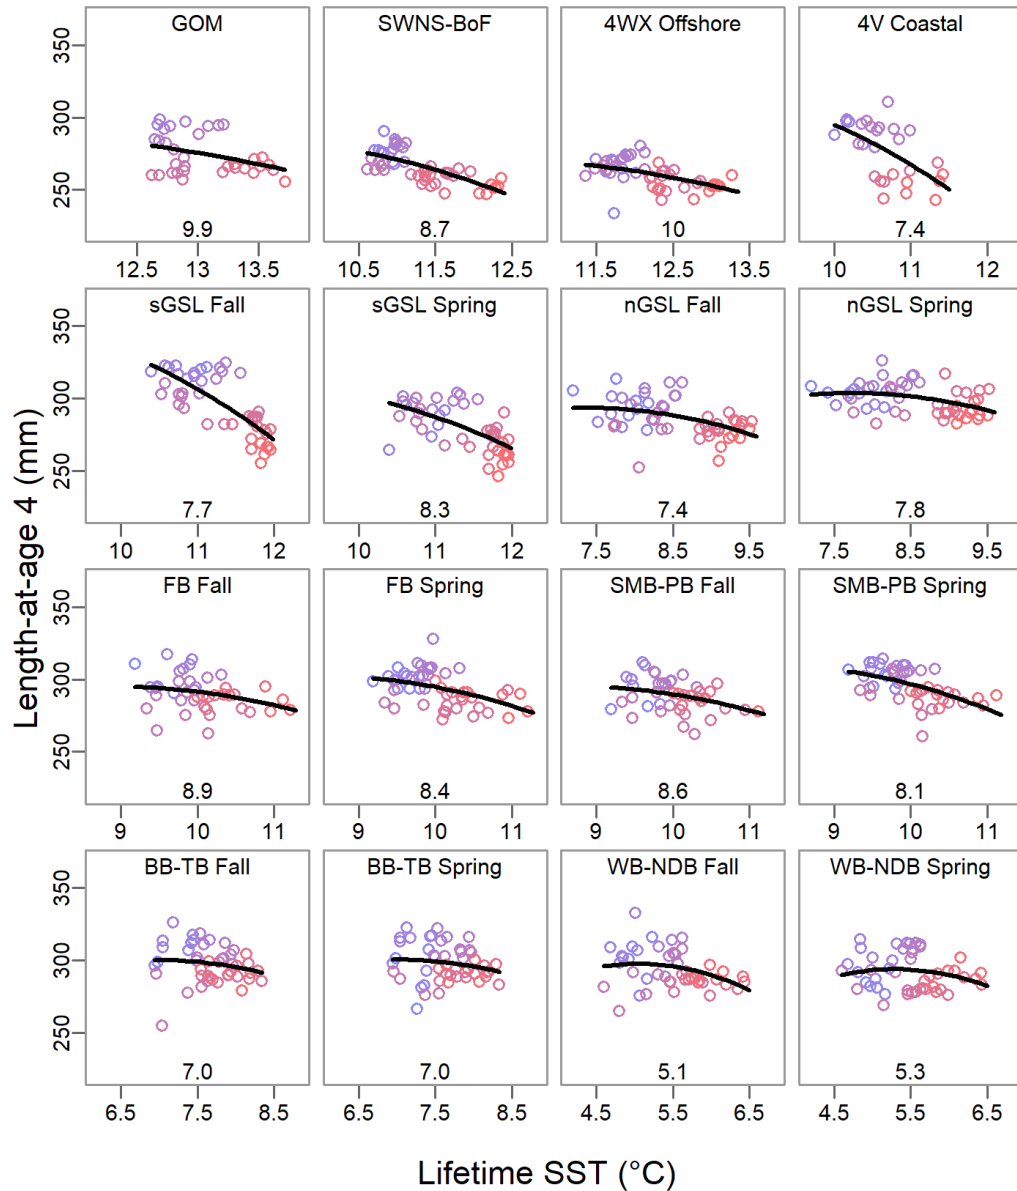 GOM
SWNS-BoF
4WX Offshore
4V Coastal
350
300
250
9.9
8.7
10
7.4
12.5 13 13.5
10.5 11.5 12.5
11.5 12.5 13.5
10 11 12
sGSL Fall
sGSL Spring
nGSL Fall
nGSL Spring
350
300
250
7.7
8.3
7.4
7.8
10 11 12
10 11 12
7.5 8.5 9.5
7.5 8.5 9.5
Length-at-age 4 (mm)
FB Fall
FB Spring
SMB-PB Fall
SMB-PB Spring
350
300
250
8.9
8.4
8.6
8.1
9 10 11
9 10 11
9 10 11
9 10 11
BB-TB Fall
BB-TB Spring
WB-NDB Fall
WB-NDB Spring
350
300
250
7.0
7.0
5.1
5.3
6.5 7.5 8.5
6.5 7.5 8.5
4.5 5.5 6.5
4.5 5.5 6.5
Lifetime SST (°C)